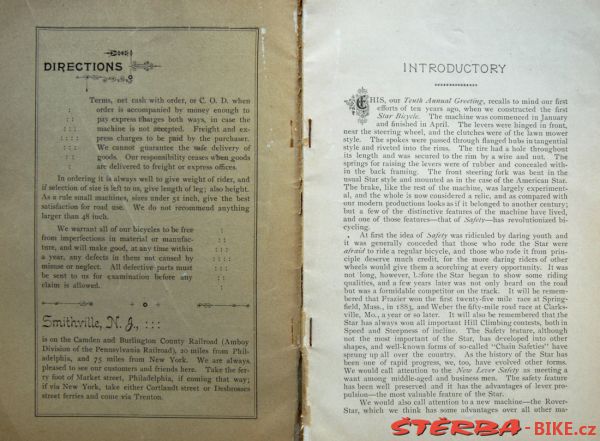 DIRECTIONS
Terms, net cash with order, or C. O. D. when
order is accompanied by money enough to
pay express charges both ways, in case the
machine is not accepted. Freight and ex-
press charges to be paid by the purchaser.
We cannot guarantee the safe delivery of
goods. Our responsibility ceases when goods
are delivered to freight or express offices.
In ordering it is always well to give weight of rider, and
if selection of size is left to us, give length of leg; also height.
As a rule small machines, sizes under 51 inch, give the best
satisfaction for road use. We do not recommend anything
larger than 48 inch.
We warrant all of our bicycles to be free
from imperfections in material or manufac-
ture, and will make good, at any time within
a year, any defects in them not caused by
misuse or neglect. All defective parts must
be sent to us for examination before any
claim is allowed.
Smithville, N. J.,
is on the Camden and Burlington County Railroad (Amboy
Division of the Pennsylvania Railroad), 20 miles from Phil-
adelphia, and 75 miles from New York. We are always
pleased to see our customers and friends here. Take the fer-
ry foot of Market street, Philadelphia, if coming that way;
if via New York, take either Cortlandt street or Desbrosses
street ferries and come via Trenton.
INTRODUCTORY
THIS, our Tenth Annual Greeting, recalls to mind our first
efforts of ten years ago, when we constructed the first
Star Bicycle. The machine was commenced in January
and finished in April. The levers were hinged in front,
near the steering wheel, and the clutches were of the lawn mower
style. The spokes passed through flanged hubs in tangential
style and riveted into the rims. The tire had a hole throughout
its length and was secured to the rim by a wire and nut. The
springs for raising the levers were of rubber and concealed with-
in the back framing. The front steering fork was bent in the
usual Star style and mounted as in the case of the American Star.
The brake, like the rest of the machine, was largely experiment-
al, and the whole is now considered a relic, and as compared with
our modern productions looks as if it belonged to another century;
but a few of the distinctive features of the machine have lived,
and one of those features—that of Safety—has revolutionized bi-
cycling.
At first the idea of Safety was ridiculed by daring youth and
it was generally conceded that those who rode the Star were
afraid to ride a regular bicycle, and those who rode it from prin-
ciple deserve much credit, for the more daring riders of other
wheels would give them a scorching at every opportunity. It was
not long, however, before the Star began to show some riding
qualities, and a few years later was not only heard on the road
but was a formidable competitor on the track. It will be remem-
bered that Frazier won the first twenty-five mile race at Spring-
field, Mass., in 1883, and Weber the fifty-mile road race at Clarks-
ville, Mo., a year or so later. It will also be remembered that the
Star has always won all important Hill Climbing contests, both in
Speed and Steepness of incline. The Safety feature, although
not the most important of the Star, has developed into other
shapes, and well-known forms of so-called "Chain Safeties" have
sprung up all over the country. As the history of the Star has
been one of rapid progress, we, too, have evolved other forms.
We would call attention to the New Lever Safety as meeting a
want among middle-aged and business men. The safety feature
has been well preserved and it has the advantages of lever pro-
pulsion—the most valuable feature of the Star.
We would also call attention to a new machine—the Rover-
Star, which we think has some advantages over all other ma-
ŠTĚRBA-BIKE.cz